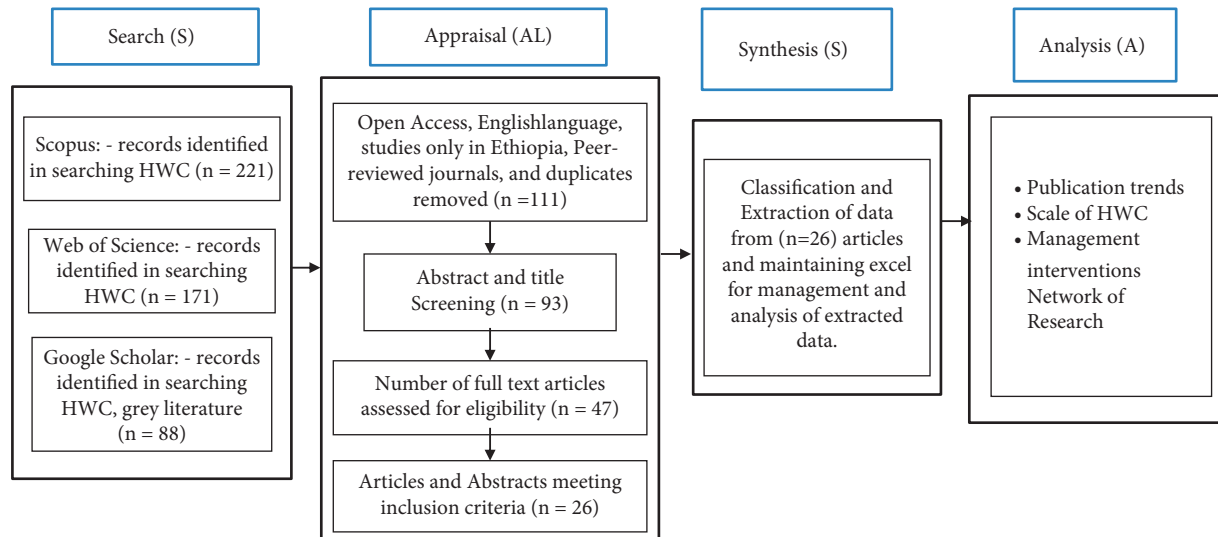 Search (S)
Scopus: - records identified
in searching HWC (n = 221)
Web of Science: - records
identified in searching
HWC (n = 171)
Google Scholar: - records
identified in searching
HWC, grey literature
(n = 88)
Appraisal (AL)
Open Access, Englishlanguage,
studies only in Ethiopia, Peer-
reviewed journals, and duplicates
removed (n =111)
Abstract and title
Screening (n = 93)
Number of full text articles
assessed for eligibility (n = 47)
Articles and Abstracts meeting
inclusion criteria (n = 26)
Synthesis (S)
Classification and
Extraction of data
from (n=26) articles
and maintaining excel
for management and
analysis of extracted
data.
Analysis (A)
• Publication trends
• Scale of HWC
• Management
interventions
Network of
Research